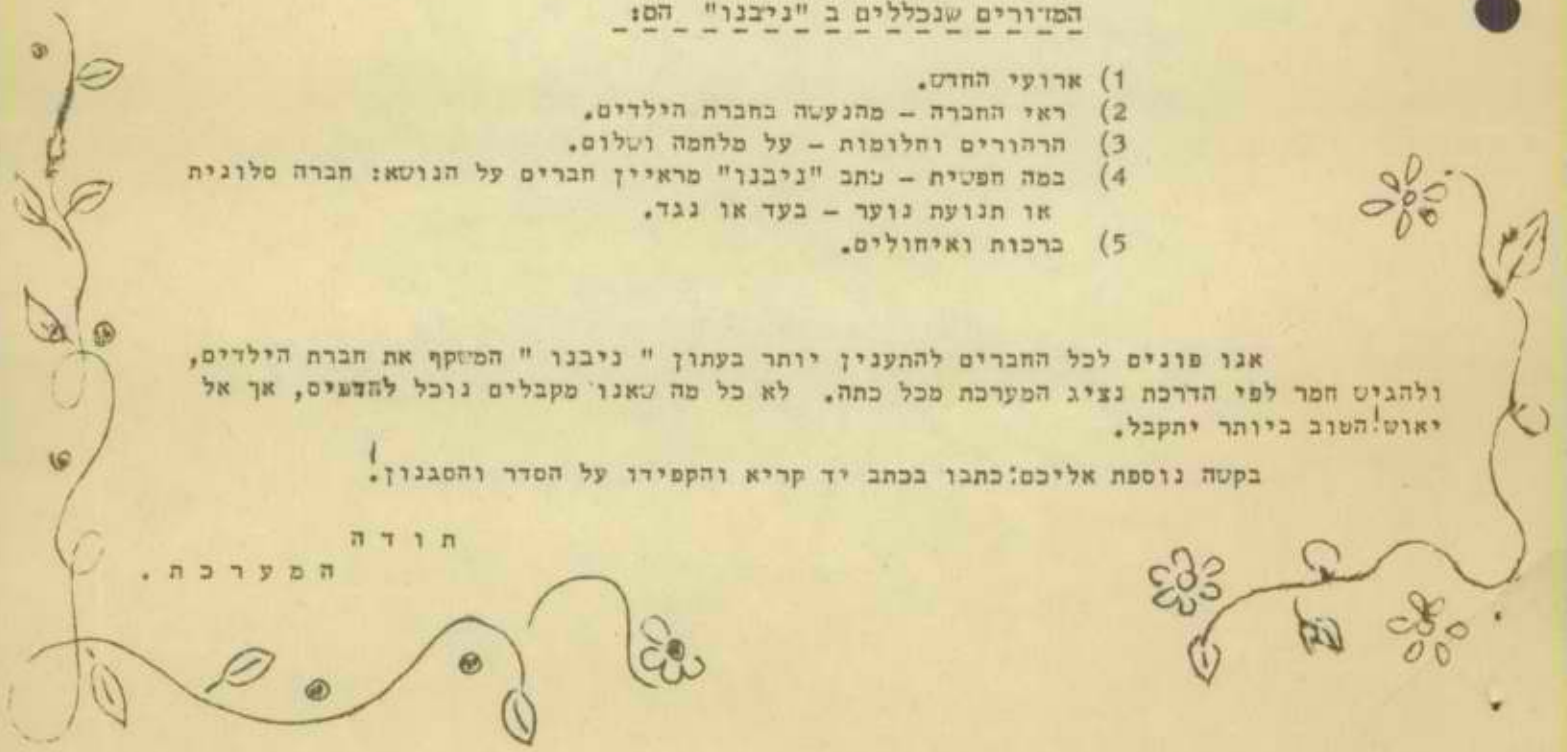 המדורים שנכללים ב "ניבנו" הם:
1) ארועי החדש.
2) ראי החברה - מהנעשה בחברת הילדים.
3) הרהורים וחלומות - על מלחמה ושלום.
4) במה חפשית - כתב "ניבנו" מראיין חברים על הנושא: חברה סלונית
או תנועת נוער - בעד או נגד.
5) ברכות ואיחולים.
אנו פונים לכל החברים להתענין יותר בעתון " ניבנו " המשקף את חברת הילדים,
ולהגיש חמר לפי הדרכת נציג המערכת מכל כתה. לא כל מה שאנו מקבלים נוכל להדפיס, אך אל
יאוש! הטוב ביותר יתקבל.
בקשה נוספת אליכם: כתבו בכתב יד קריא והקפידו על הסדר והסגנון!
תודה
המערכת.